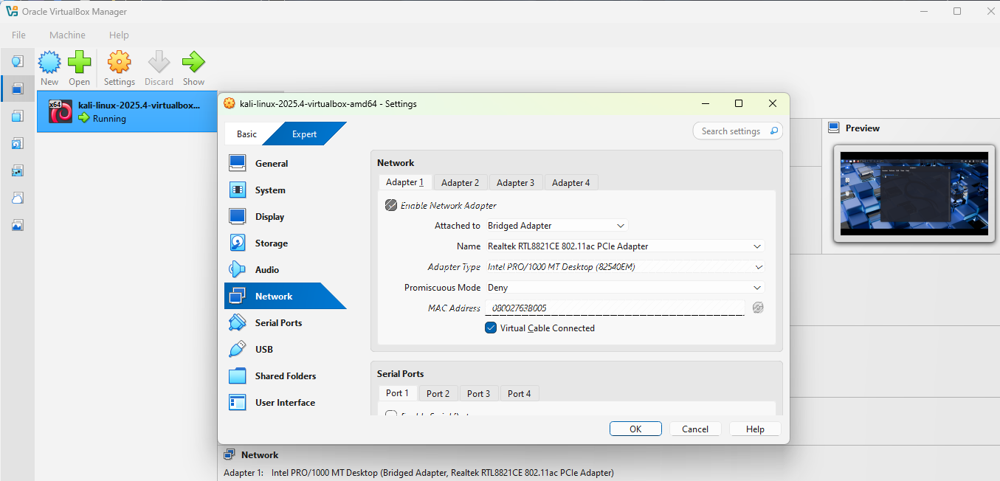 Oracle VirtualBox Manager
File Machine Help
New Open Settings Discard Show
x64
kali-linux-2025.4-virtualbox...
Running
kali-linux-2025.4-virtualbox-amd64 - Settings
Basic Expert Search settings
General
System
Display
Storage
Audio
Network
Serial Ports
USB
Shared Folders
User Interface
Network
Adapter 1 Adapter 2 Adapter 3 Adapter 4
Enable Network Adapter
Attached to Bridged Adapter
Name Realtek RTL8821CE 802.11ac PCIe Adapter
Adapter Type Intel PRO/1000 MT Desktop (82540EM)
Promiscuous Mode Deny
MAC Address 080027638005
Virtual Cable Connected
Serial Ports
Port 1 Port 2 Port 3 Port 4
OK Cancel Help
Preview
Network
Adapter 1: Intel PRO/1000 MT Desktop (Bridged Adapter, Realtek RTL8821CE 802.11ac PCIe Adapter)